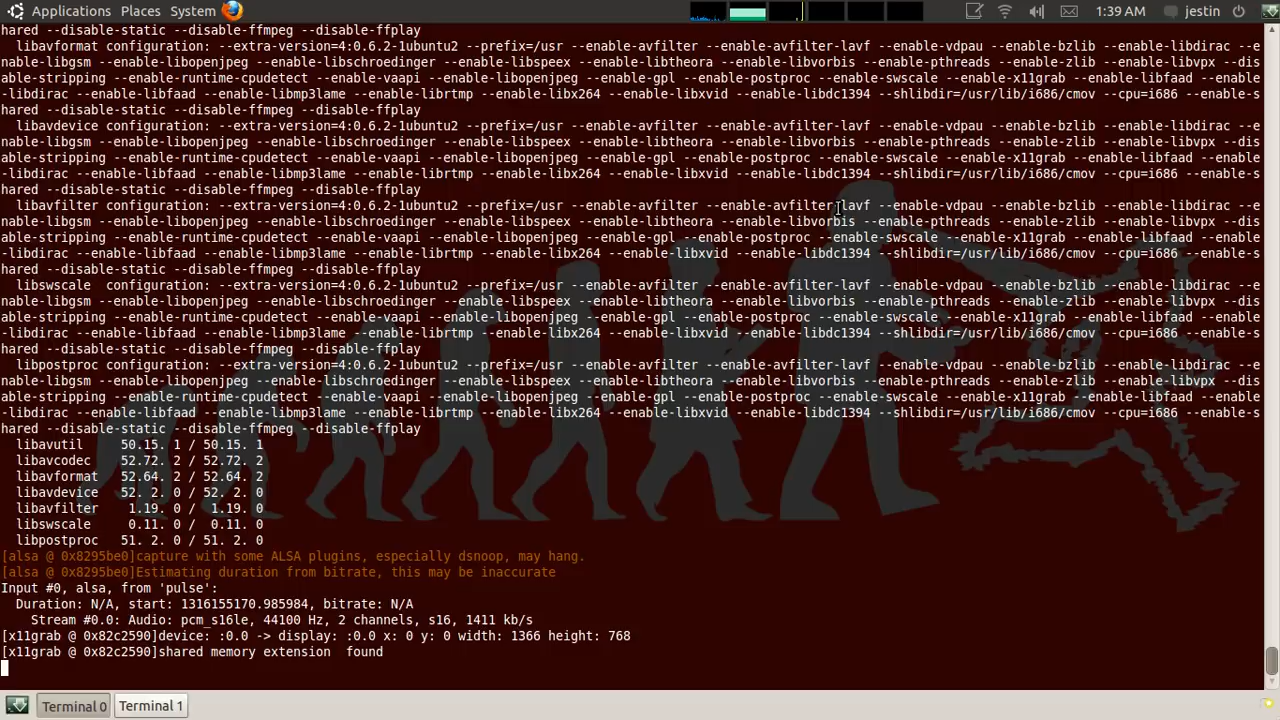 Applications Places System 1:39 AM jestin
hared --disable-static --disable-ffmpeg --disable-ffplay
libavformat configuration: --extra-version=4:0.6.2-1ubuntu2 --prefix=/usr --enable-avfilter --enable-avfilter-lavf --enable-vdpau --enable-bzlib --enable-libdirac --e
nable-libgsm --enable-libopenjpeg --enable-libschroedinger --enable-libspeex --enable-libtheora --enable-libvorbis --enable-pthreads --enable-zlib --enable-libvpx --dis
able-stripping --enable-runtime-cpudetect --enable-vaapi --enable-gpl --enable-postproc --enable-swscale --enable-x11grab --enable-libfaad --enable
-libdirac --enable-libfaad --enable-libmp3lame --enable-librtmp --enable-libx264 --enable-libxvid --enable-libdc1394 --shlibdir=/usr/lib/i686/cmov --cpu=i686 --enable-s
hared --disable-static --disable-ffmpeg --disable-ffplay
libavdevice configuration: --extra-version=4:0.6.2-1ubuntu2 --prefix=/usr --enable-avfilter --enable-avfilter-lavf --enable-vdpau --enable-bzlib --enable-libdirac --e
nable-libgsm --enable-libopenjpeg --enable-libschroedinger --enable-libspeex --enable-libtheora --enable-libvorbis --enable-pthreads --enable-zlib --enable-libvpx --dis
able-stripping --enable-runtime-cpudetect --enable-vaapi --enable-libopenjpeg --enable-gpl --enable-postproc --enable-swscale --enable-x11grab --enable-libfaad --enable
-libdirac --enable-libfaad --enable-libmp3lame --enable-librtmp --enable-libx264 --enable-libxvid --enable-libdc1394 --shlibdir=/usr/lib/i686/cmov --cpu=i686 --enable-s
hared --disable-static --disable-ffmpeg --disable-ffplay
libavfilter configuration: --extra-version=4:0.6.2-1ubuntu2 --prefix=/usr --enable-avfilter --enable-avfilter-lavf --enable-vdpau --enable-bzlib --enable-libdirac --e
nable-libgsm --enable-libopenjpeg --enable-libschroedinger --enable-libspeex --enable-libtheora --enable-libvorbis --enable-pthreads --enable-zlib --enable-libvpx --dis
able-stripping --enable-runtime-cpudetect --enable-vaapi --enable-libopenjpeg --enable-gpl --enable-postproc --enable-swscale --enable-x11grab --enable-libfaad --enable
-libdirac --enable-libfaad --enable-libmp3lame --enable-librtmp --enable-libx264 --enable-libxvid --enable-libdc1394 --shlibdir=/usr/lib/i686/cmov --cpu=i686 --enable-s
hared --disable-static --disable-ffmpeg --disable-ffplay
libswscale configuration: --extra-version=4:0.6.2-1ubuntu2 --prefix=/usr --enable-avfilter --enable-avfilter-lavf --enable-vdpau --enable-bzlib --enable-libdirac --e
nable-libgsm --enable-libopenjpeg --enable-libschroedinger --enable-libspeex --enable-libtheora --enable-libvorbis --enable-pthreads --enable-zlib --enable-libvpx --dis
able-stripping --enable-runtime-cpudetect --enable-vaapi --enable-libopenjpeg --enable-gpl --enable-postproc --enable-swscale --enable-x11grab --enable-libfaad --enable
-libdirac --enable-libfaad --enable-libmp3lame --enable-librtmp --enable-libx264 --enable-libxvid --enable-libdc1394 --shlibdir=/usr/lib/i686/cmov --cpu=i686 --enable-s
hared --disable-static --disable-ffmpeg --disable-ffplay
libpostproc configuration: --extra-version=4:0.6.2-1ubuntu2 --prefix=/usr --enable-avfilter --enable-avfilter-lavf --enable-vdpau --enable-bzlib --enable-libdirac --e
nable-libgsm --enable-libopenjpeg --enable-libschroedinger --enable-libspeex --enable-libtheora --enable-libvorbis --enable-pthreads --enable-zlib --enable-libvpx --dis
able-stripping --enable-runtime-cpudetect --enable-vaapi --enable-libopenjpeg --enable-gpl --enable-postproc --enable-swscale --enable-x11grab --enable-libfaad --enable
-libdirac --enable-libfaad --enable-libmp3lame --enable-librtmp --enable-libx264 --enable-libxvid --enable-libdc1394 --shlibdir=/usr/lib/i686/cmov --cpu=i686 --enable-s
hared --disable-static --disable-ffmpeg --disable-ffplay
libavutil 50.15. 1 / 50.15. 1
libavcodec 52.72. 2 / 52.72. 2
libavformat 52.64. 2 / 52.64. 2
libavdevice 52. 2. 0 / 52. 2. 0
libavfilter 1.19. 0 / 1.19. 0
libswscale 0.11. 0 / 0.11. 0
libpostproc 51. 2. 0 / 51. 2. 0
[alsa @ 0x8295be0]capture with some ALSA plugins, especially dsnoop, may hang.
[alsa @ 0x8295be0]Estimating duration from bitrate, this may be inaccurate
Input #0, alsa, from 'pulse':
Duration: N/A, start: 1316155170.985984, bitrate: N/A
Stream #0.0: Audio: pcm_s16le, 44100 Hz, 2 channels, s16, 1411 kb/s
[x11grab @ 0x82c2590]device: :0.0 -> display: :0.0 x: 0 y: 0 width: 1366 height: 768
[x11grab @ 0x82c2590]shared memory extension found
Terminal 0 Terminal 1